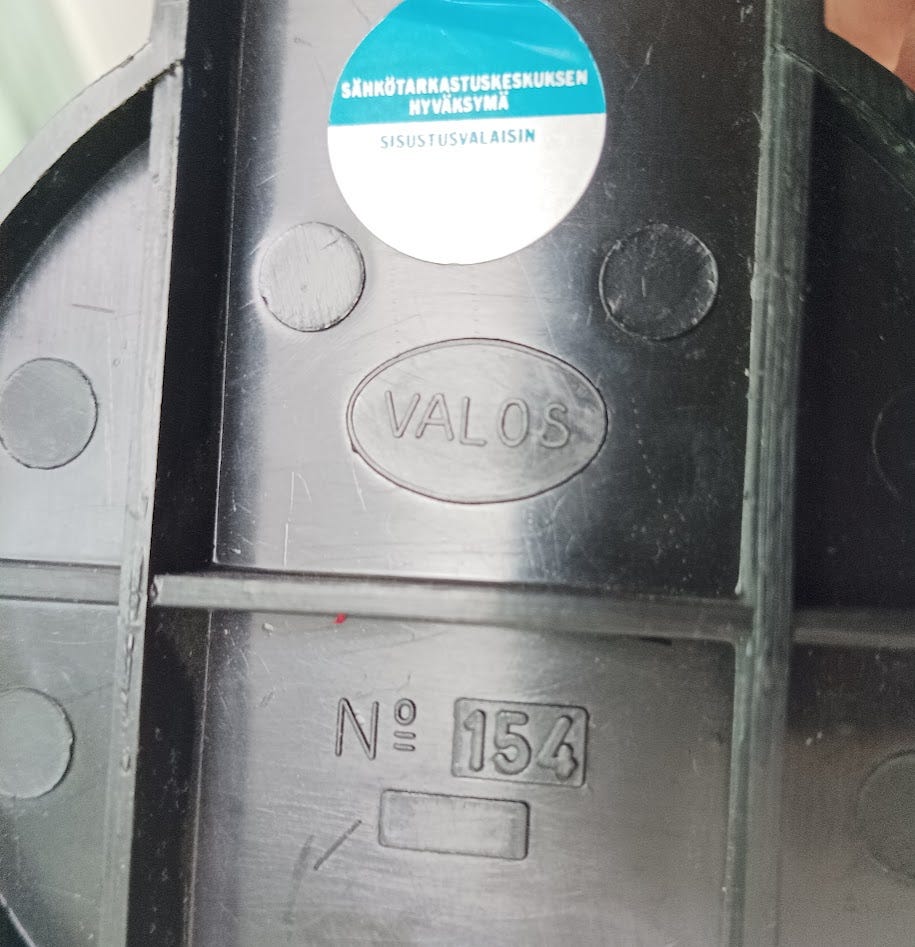 SÄHKÖTARKASTUSKESKUKSEN
HYVÄKSYMÄ
SISUSTUSVALAISIN
VALOS
Nº 154